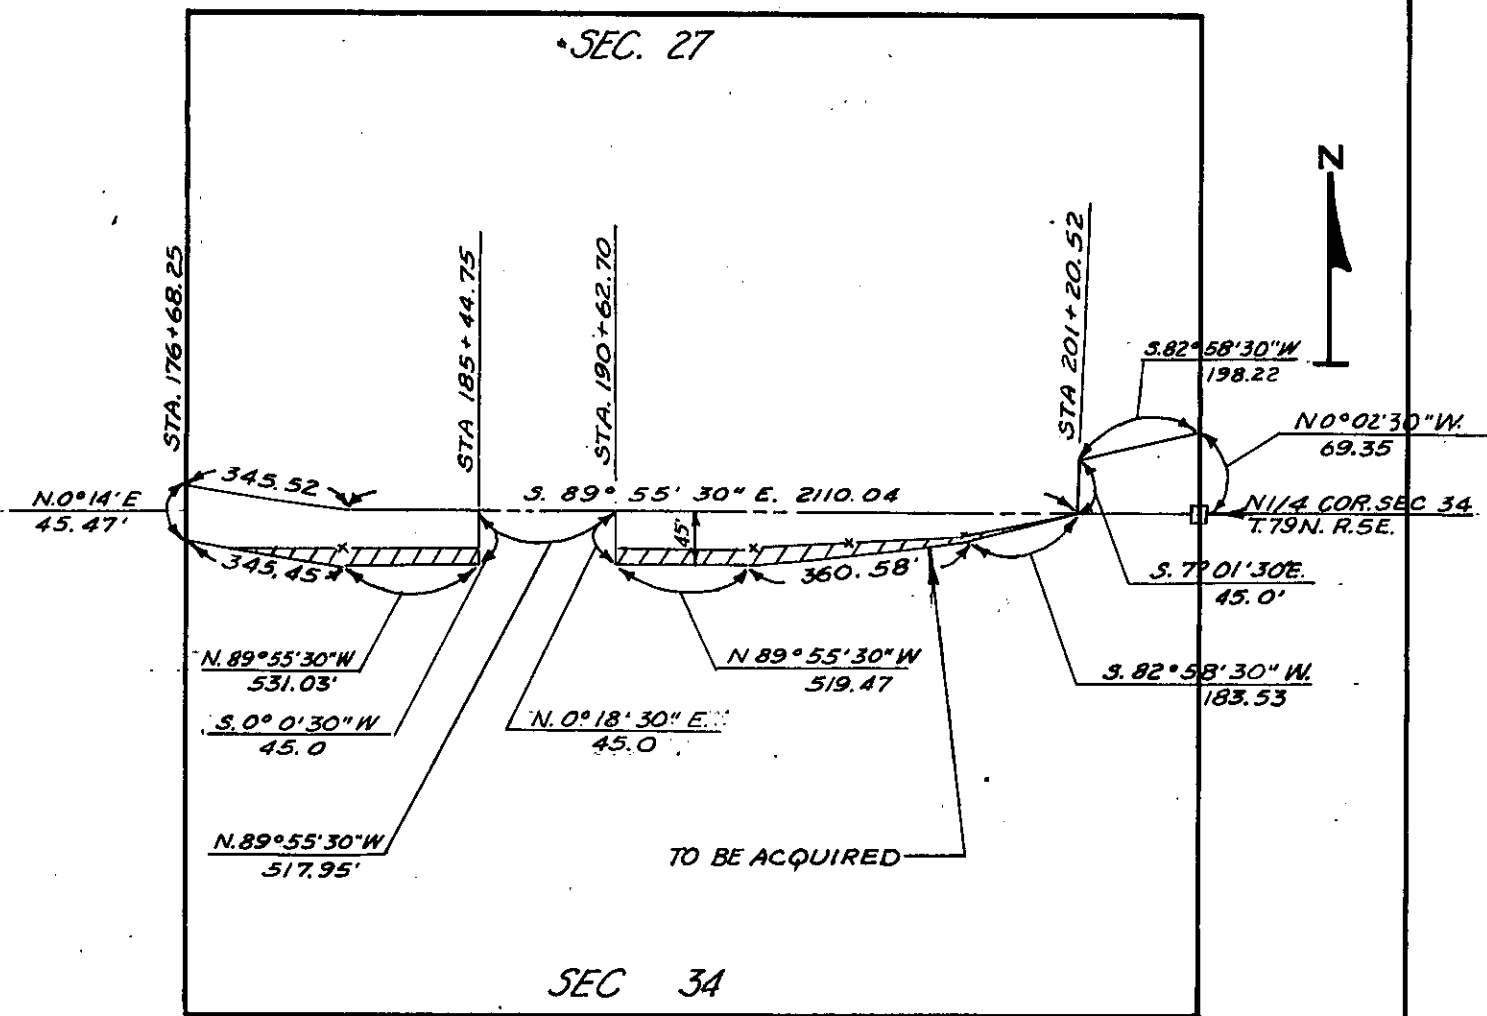 SEC. 27
N
STA. 176+68.25
STA 185+44.75
STA. 190+62.70
STA 201+20.52
S.82°58'30"W
198.22
N0°02'30"W.
69.35
345.52
S. 89° 55' 30" E. 2110.04
N.0°14'E
45.47'
N1/4 COR.SEC 34
T.79N. R.5E.
45'
345.45'
360.58'
S. 7°01'30"E.
45.0'
N.89°55'30"W
531.03'
N 89°55'30"W
519.47
S. 82°58'30" W.
183.53
S.0°0'30"W
45.0
N.0°18'30" E.
45.0
N.89°55'30"W
517.95'
TO BE ACQUIRED
SEC 34